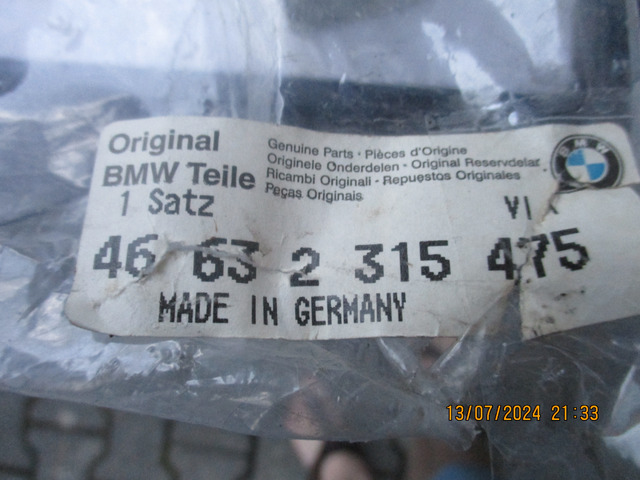 Original
BMW Teile
Genuine Parts · Pièces d'Origine
Originele Onderdelen - Original Reservdelar
Ricambi Originali - Repuestos Originales
Peças Originais
BMW
1 Satz
46 63 2 315 475
MADE IN GERMANY
13/07/2024 21:33